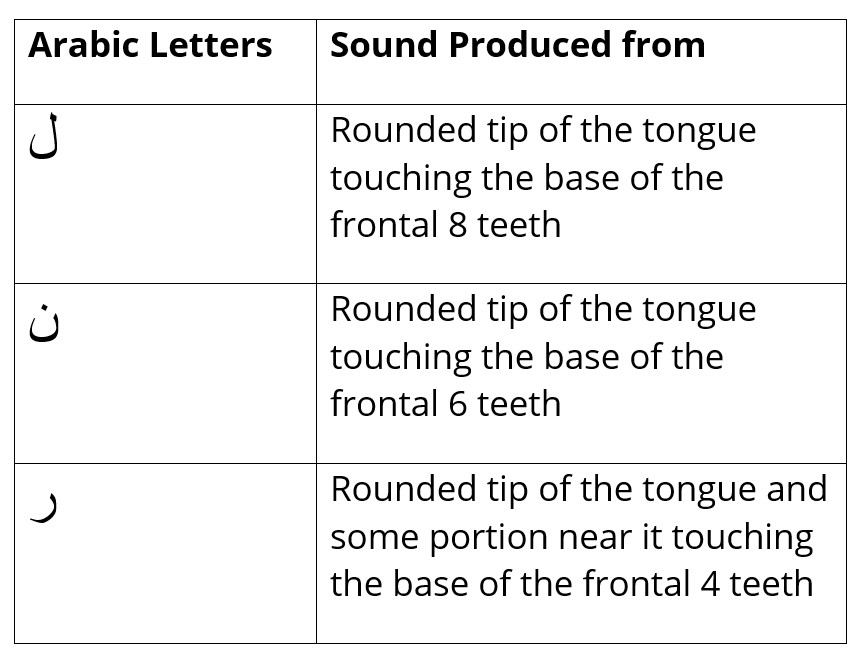 Arabic Letters
Sound Produced from
ل
Rounded tip of the tongue
touching the base of the
frontal 8 teeth
ن
Rounded tip of the tongue
touching the base of the
frontal 6 teeth
ر
Rounded tip of the tongue and
some portion near it touching
the base of the frontal 4 teeth